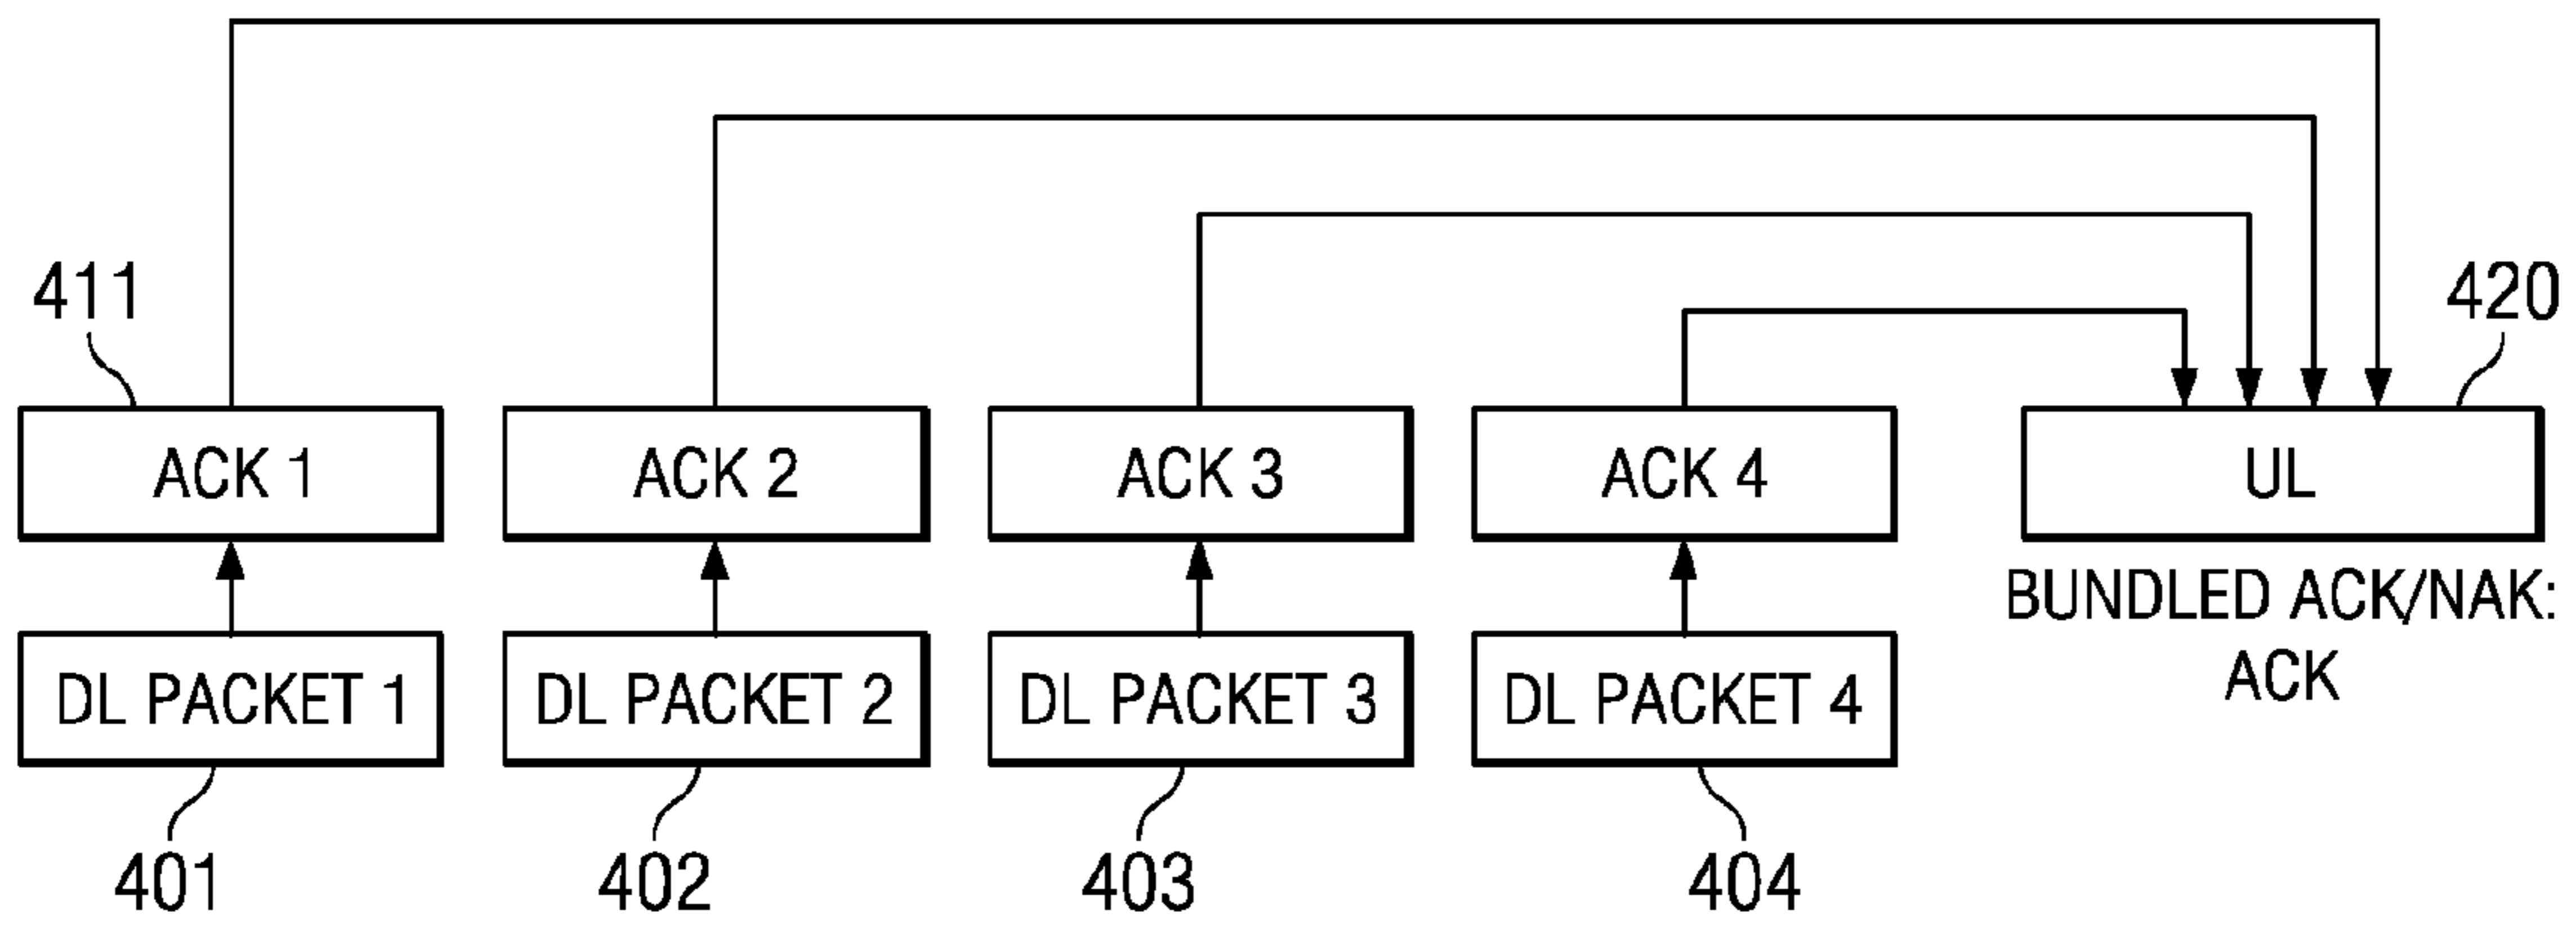 411
420
ACK 1
ACK 2
ACK 3
ACK 4
UL
BUNDLED ACK/NAK:
ACK
DL PACKET 1
DL PACKET 2
DL PACKET 3
DL PACKET 4
401
402
403
404